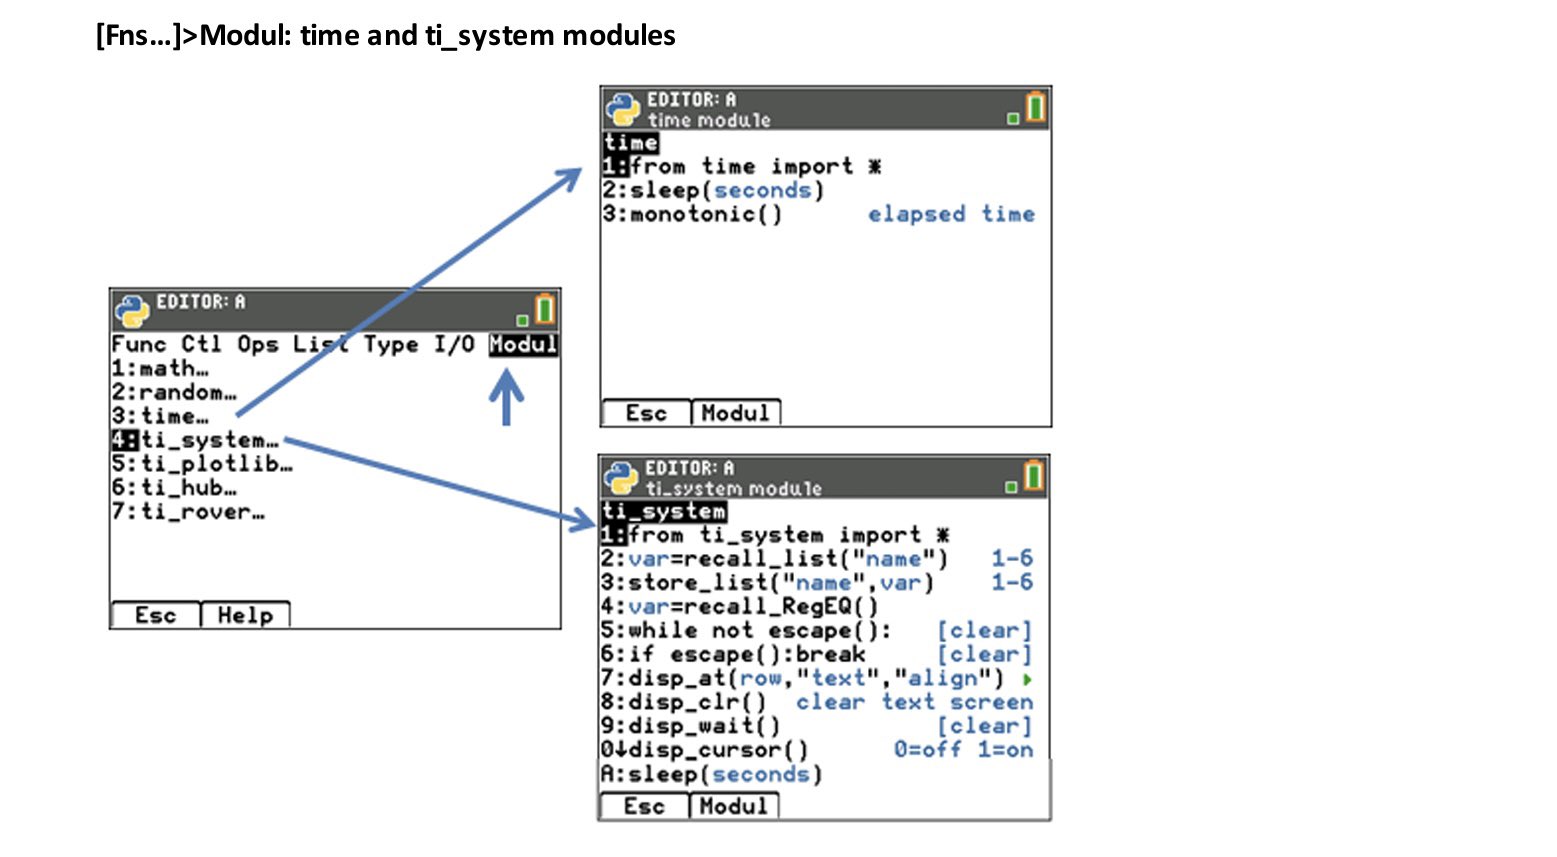 [Fns…]>Modul: time and ti_system modules
EDITOR: A
Func Ctl Ops List Type I/O Modul
1:math…
2:random…
3:time…
4:ti_system…
5:ti_plotlib…
6:ti_hub…
7:ti_rover…
Esc Help
EDITOR: A
time module
time
1:from time import *
2:sleep(seconds)
3:monotonic() elapsed time
Esc Modul
EDITOR: A
ti_system module
ti_system
1:from ti_system import *
2:var=recall_list("name") 1-6
3:store_list("name",var) 1-6
4:var=recall_RegEQ()
5:while not escape(): [clear]
6:if escape():break [clear]
7:disp_at(row,"text","align")
8:disp_clr() clear text screen
9:disp_wait() [clear]
0↓disp_cursor() 0=off 1=on
A:sleep(seconds)
Esc Modul